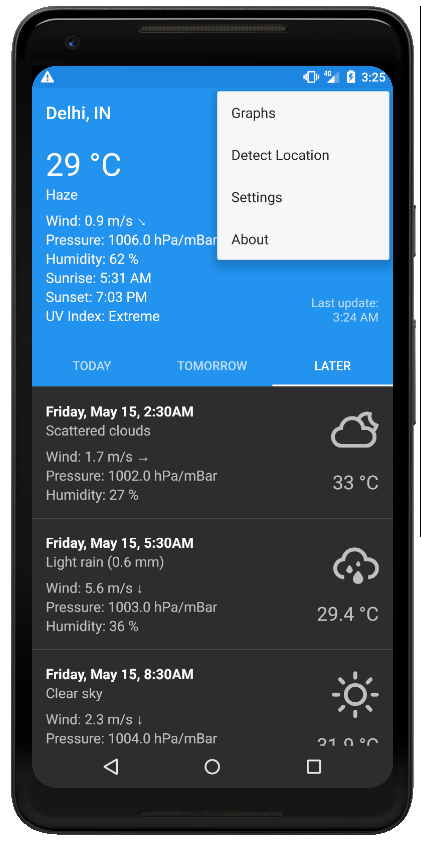 4G 3:25
Delhi, IN
Graphs
Detect Location
Settings
About
29 °C
Haze
Wind: 0.9 m/s ↘
Pressure: 1006.0 hPa/mBar
Humidity: 62 %
Sunrise: 5:31 AM
Sunset: 7:03 PM
UV Index: Extreme
Last update:
3:24 AM
TODAY TOMORROW LATER
Friday, May 15, 2:30AM
Scattered clouds
Wind: 1.7 m/s →
Pressure: 1002.0 hPa/mBar
Humidity: 27 %
33 °C
Friday, May 15, 5:30AM
Light rain (0.6 mm)
Wind: 5.6 m/s ↓
Pressure: 1003.0 hPa/mBar
Humidity: 36 %
29.4 °C
Friday, May 15, 8:30AM
Clear sky
Wind: 2.3 m/s ↓
Pressure: 1004.0 hPa/mBar
31.9 °C